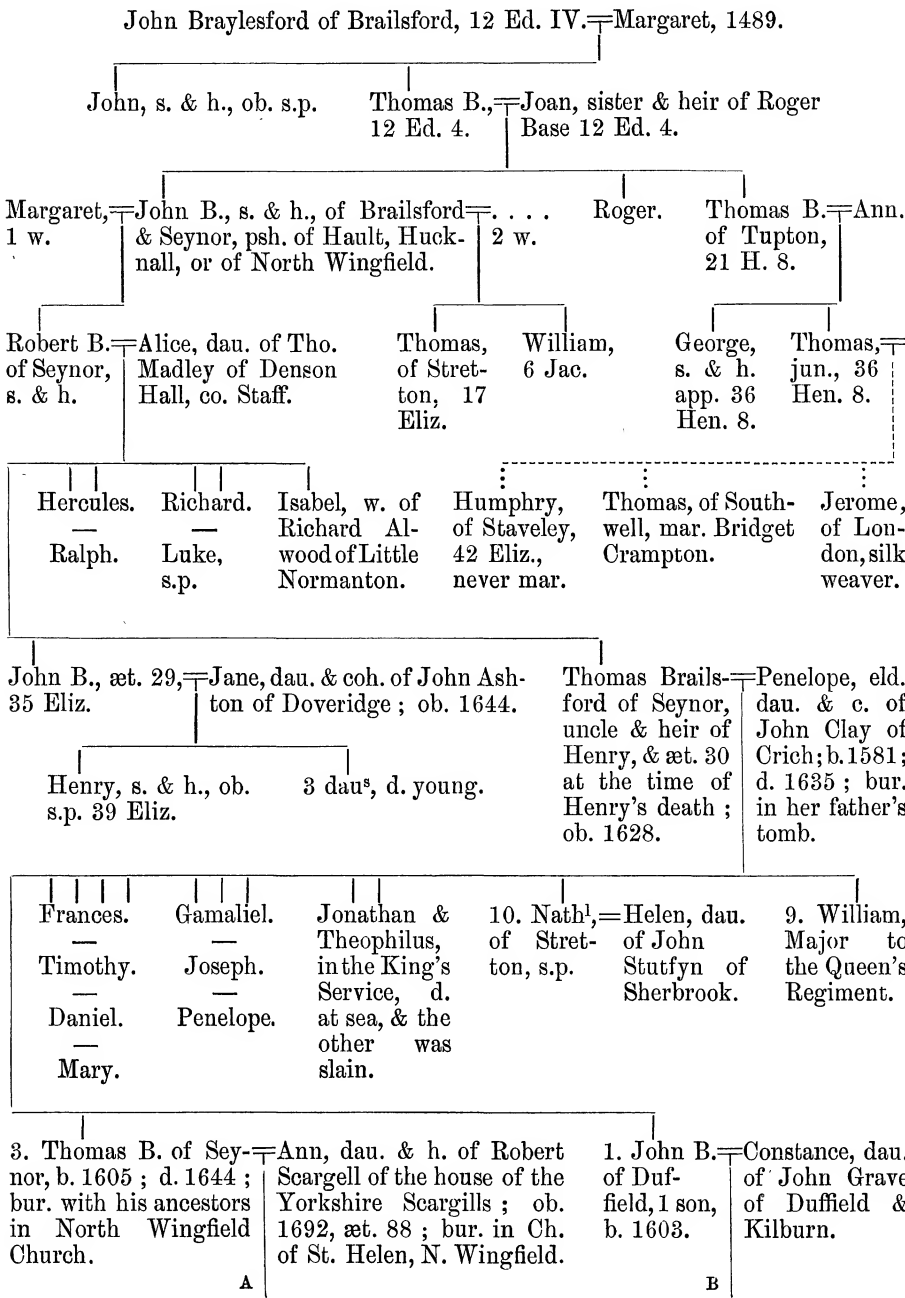 John Braylesford of Brailsford, 12 Ed. IV.=Margaret, 1489.
John, s. & h., ob. s.p.
Thomas B.,=Joan, sister & heir of Roger
12 Ed. 4. Base 12 Ed. 4.
Margaret,=John B., s. & h., of Brailsford=. . . .
1 w. & Seynor, psh. of Hault, Huck- 2 w.
nall, or of North Wingfield.
Roger.
Thomas B.=Ann.
of Tupton,
21 H. 8.
Robert B.=Alice, dau. of Tho.
of Seynor, Madley of Denson
s. & h. Hall, co. Staff.
Thomas,
of Stret-
ton, 17
Eliz.
William,
6 Jac.
George,
s. & h.
app. 36
Hen. 8.
Thomas,=
jun., 36
Hen. 8.
Hercules.
—
Ralph.
Richard.
—
Luke,
s.p.
Isabel, w. of
Richard Al-
wood of Little
Normanton.
Humphry,
of Staveley,
42 Eliz.,
never mar.
Thomas, of South-
well, mar. Bridget
Crampton.
Jerome,
of Lon-
don, silk
weaver.
John B., æt. 29,=Jane, dau. & coh. of John Ash-
35 Eliz. ton of Doveridge ; ob. 1644.
Thomas Brails-=Penelope, eld.
ford of Seynor, dau. & c. of
uncle & heir of John Clay of
Henry, & æt. 30 Crich; b. 1581;
at the time of d. 1635 ; bur.
Henry's death ; in her father's
ob. 1628. tomb.
Henry, s. & h., ob.
s.p. 39 Eliz.
3 daus, d. young.
Frances.
—
Timothy.
—
Daniel.
—
Mary.
Gamaliel.
—
Joseph.
—
Penelope.
Jonathan &
Theophilus,
in the King's
Service, d.
at sea, & the
other was
slain.
10. Nathl,=Helen, dau.
of Stret- of John
ton, s.p. Stutfyn of
Sherbrook.
9. William,
Major to
the Queen's
Regiment.
3. Thomas B. of Sey-=Ann, dau. & h. of Robert
nor, b. 1605 ; d. 1644 ; Scargell of the house of the
bur. with his ancestors Yorkshire Scargills ; ob.
in North Wingfield 1692, æt. 88 ; bur. in Ch.
Church. of St. Helen, N. Wingfield.
A
1. John B.=Constance, dau.
of Duf- of John Grave
field, 1 son, of Duffield &
b. 1603. Kilburn.
B